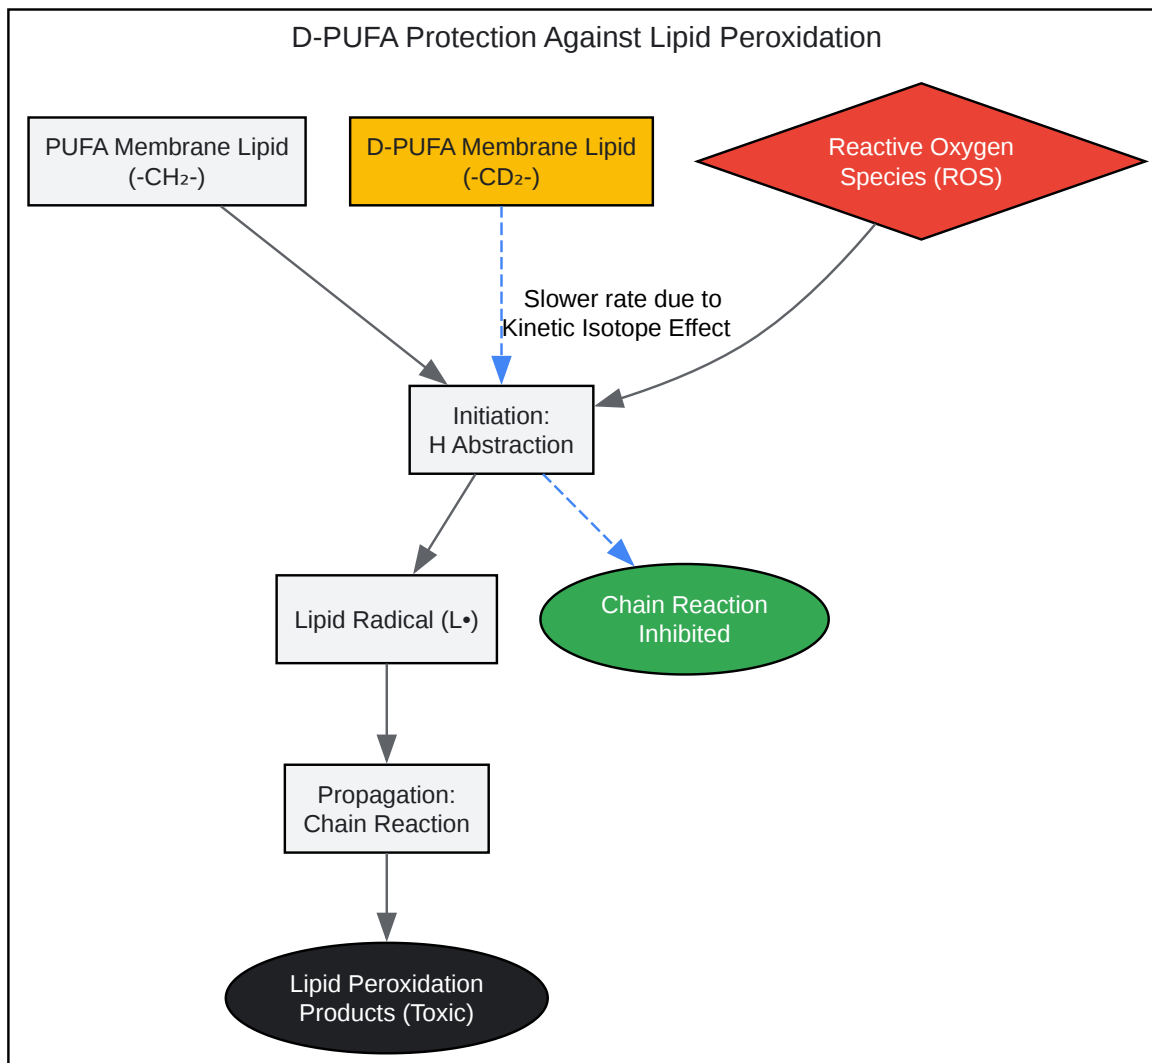 D-PUFA Protection Against Lipid Peroxidation
PUFA Membrane Lipid
(-CH₂-)
D-PUFA Membrane Lipid
(-CD₂-)
Reactive Oxygen
Species (ROS)
Slower rate due to
Kinetic Isotope Effect
Initiation:
H Abstraction
Lipid Radical (L•)
Chain Reaction
Inhibited
Propagation:
Chain Reaction
Lipid Peroxidation
Products (Toxic)